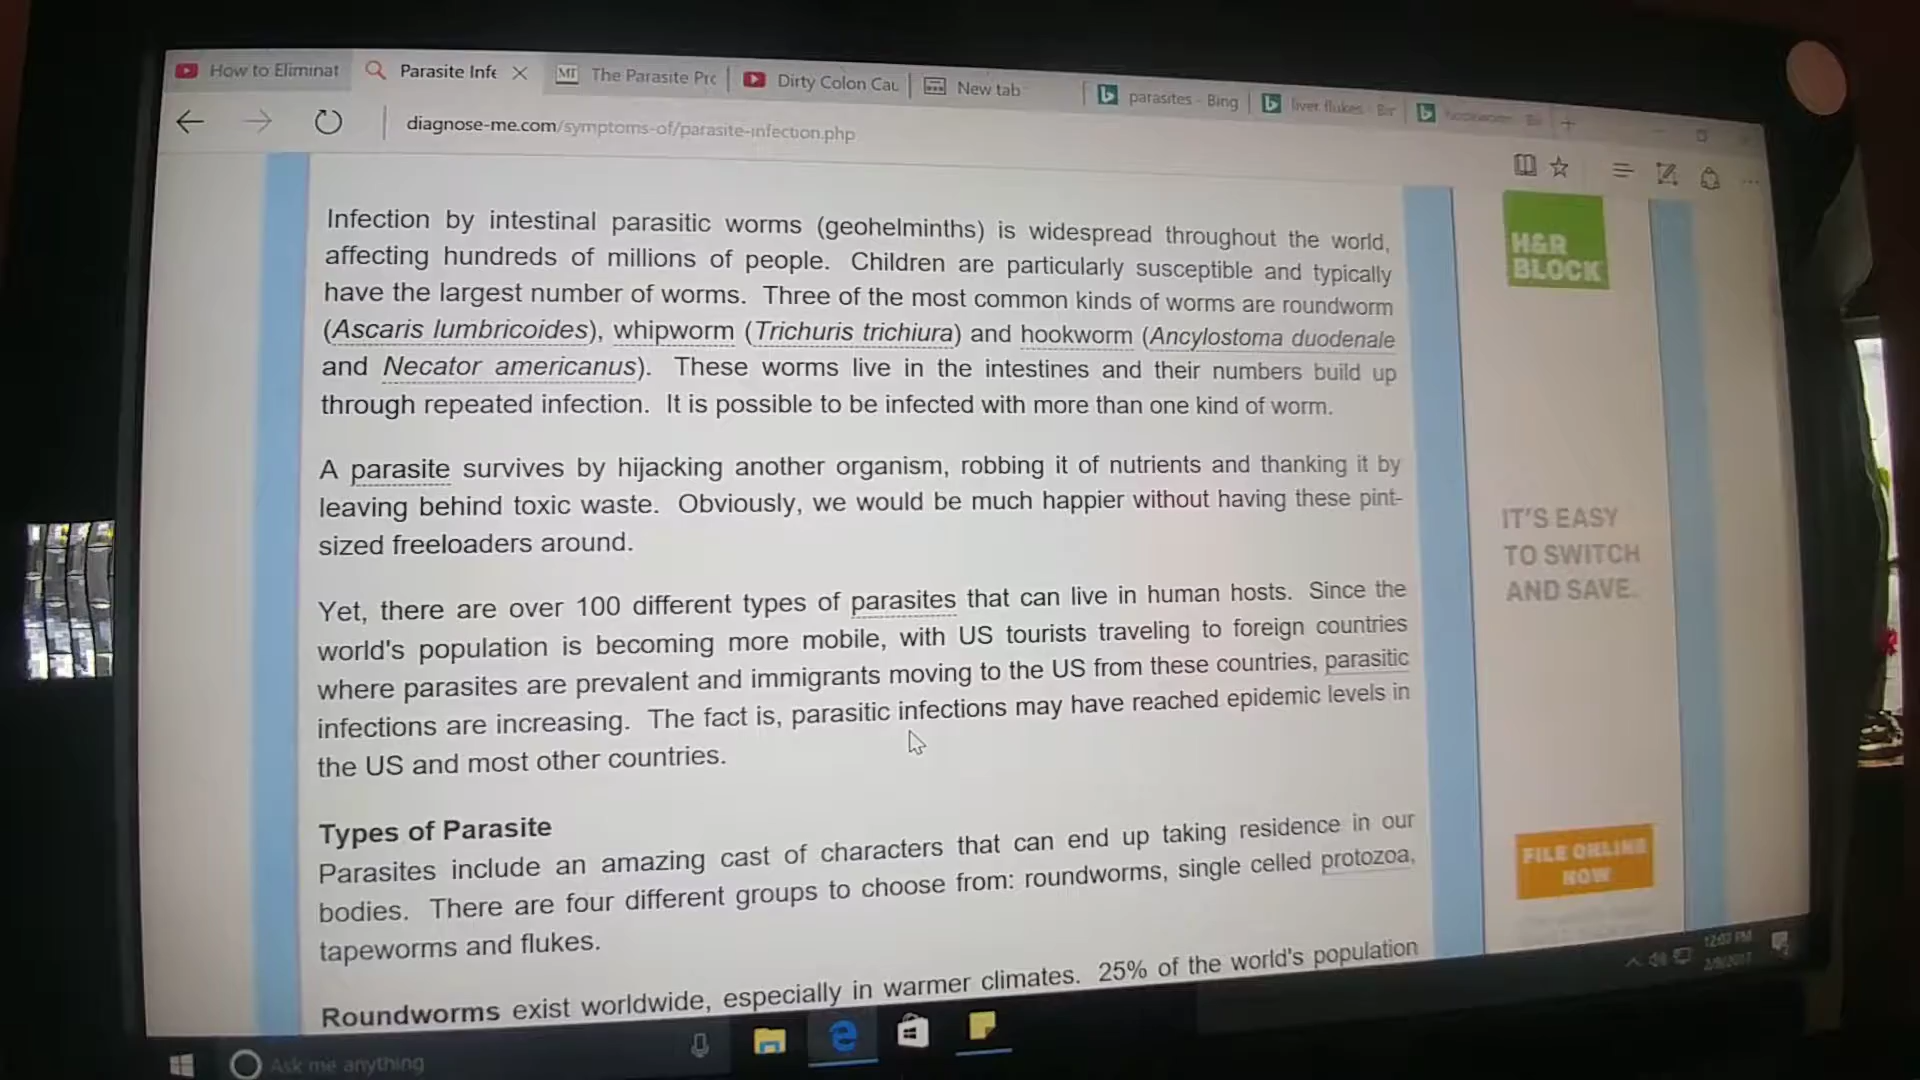 How to Eliminat
Parasite Infe
MT
The Parasite Pro
Dirty Colon Cau
New tab
parasites - Bing
liver flukes - Bir
diagnose-me.com/symptoms-of/parasite-infection.php
Infection by intestinal parasitic worms (geohelminths) is widespread throughout the world,
affecting hundreds of millions of people. Children are particularly susceptible and typically
have the largest number of worms. Three of the most common kinds of worms are roundworm
(Ascaris lumbricoides), whipworm (Trichuris trichiura) and hookworm (Ancylostoma duodenale
and Necator americanus). These worms live in the intestines and their numbers build up
through repeated infection. It is possible to be infected with more than one kind of worm.
A parasite survives by hijacking another organism, robbing it of nutrients and thanking it by
leaving behind toxic waste. Obviously, we would be much happier without having these pint-
sized freeloaders around.
Yet, there are over 100 different types of parasites that can live in human hosts. Since the
world's population is becoming more mobile, with US tourists traveling to foreign countries
where parasites are prevalent and immigrants moving to the US from these countries, parasitic
infections are increasing. The fact is, parasitic infections may have reached epidemic levels in
the US and most other countries.
Types of Parasite
Parasites include an amazing cast of characters that can end up taking residence in our
bodies. There are four different groups to choose from: roundworms, single celled protozoa,
tapeworms and flukes.
Roundworms exist worldwide, especially in warmer climates. 25% of the world's population
H&R
BLOCK
IT'S EASY
TO SWITCH
AND SAVE.
FILE ONLINE
NOW
Ask me anything
12:03 PM